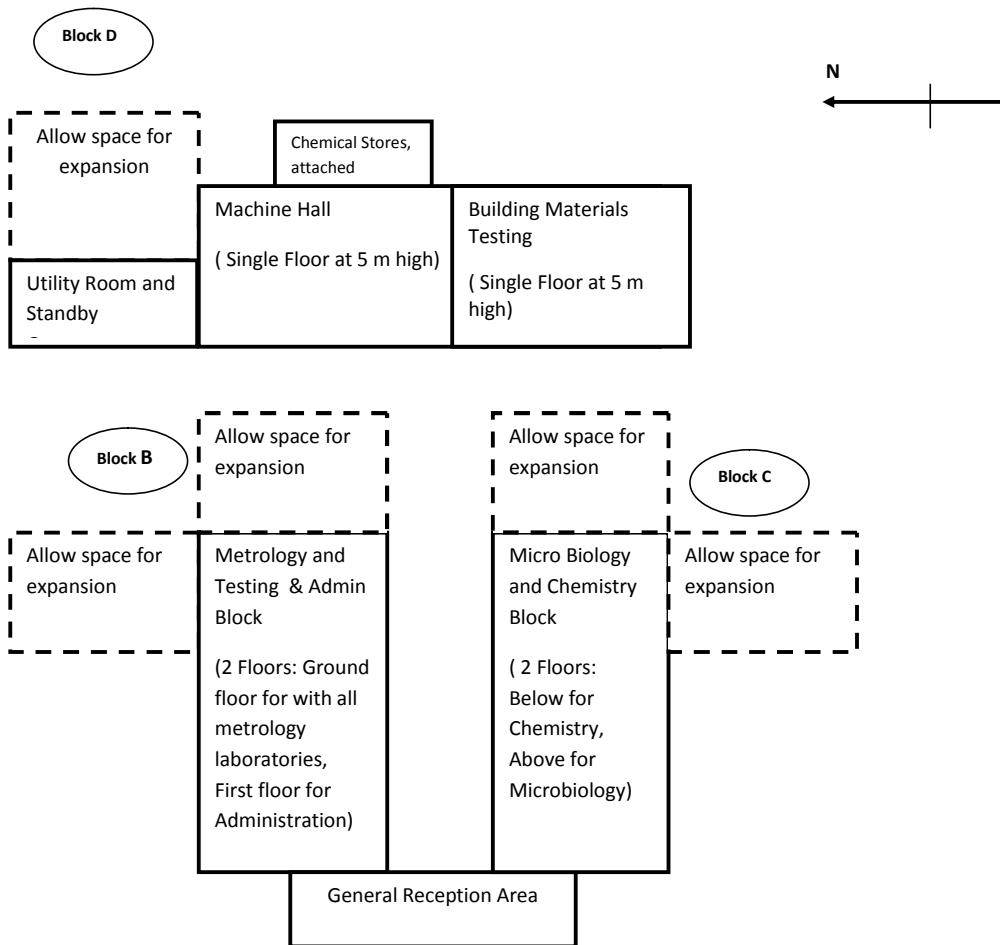 Block D
N
Allow space for
expansion
Chemical Stores,
attached
Machine Hall
( Single Floor at 5 m high)
Building Materials
Testing
( Single Floor at 5 m
high)
Utility Room and
Standby
Block B
Allow space for
expansion
Allow space for
expansion
Block C
Allow space for
expansion
Metrology and
Testing & Admin
Block
(2 Floors: Ground
floor for with all
metrology
laboratories,
First floor for
Administration)
Micro Biology
and Chemistry
Block
( 2 Floors:
Below for
Chemistry,
Above for
Microbiology)
Allow space for
expansion
General Reception Area